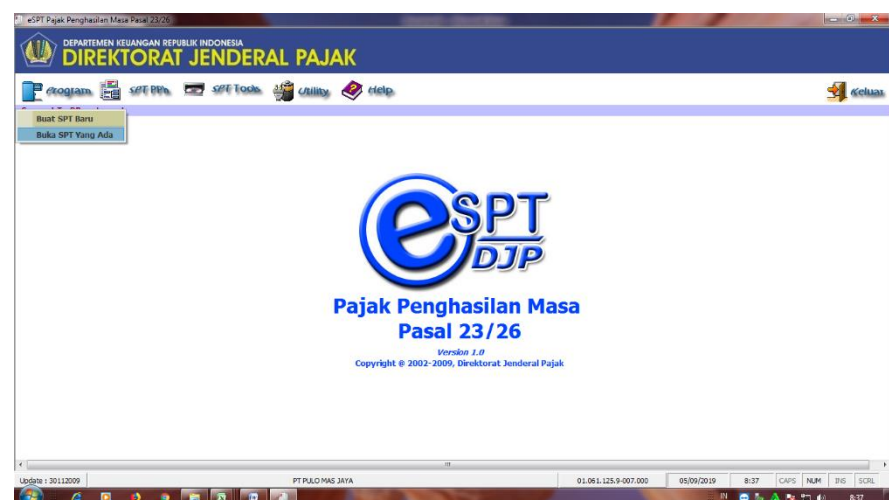 eSPT Pajak Penghasilan Masa Pasal 23/26
DEPARTEMEN KEUANGAN REPUBLIK INDONESIA
DIREKTORAT JENDERAL PAJAK
Program SPT PPh SPT Tools Utility Help Keluar
Buat SPT Baru
Buka SPT Yang Ada
eSPT
DJP
Pajak Penghasilan Masa
Pasal 23/26
Version 1.0
Copyright @ 2002-2009, Direktorat Jenderal Pajak
Update : 30112009 PT PULO MAS JAYA 01.061.125.9-007.000 05/09/2019 8:37 CAPS NUM INS SCRL
IN 8:37